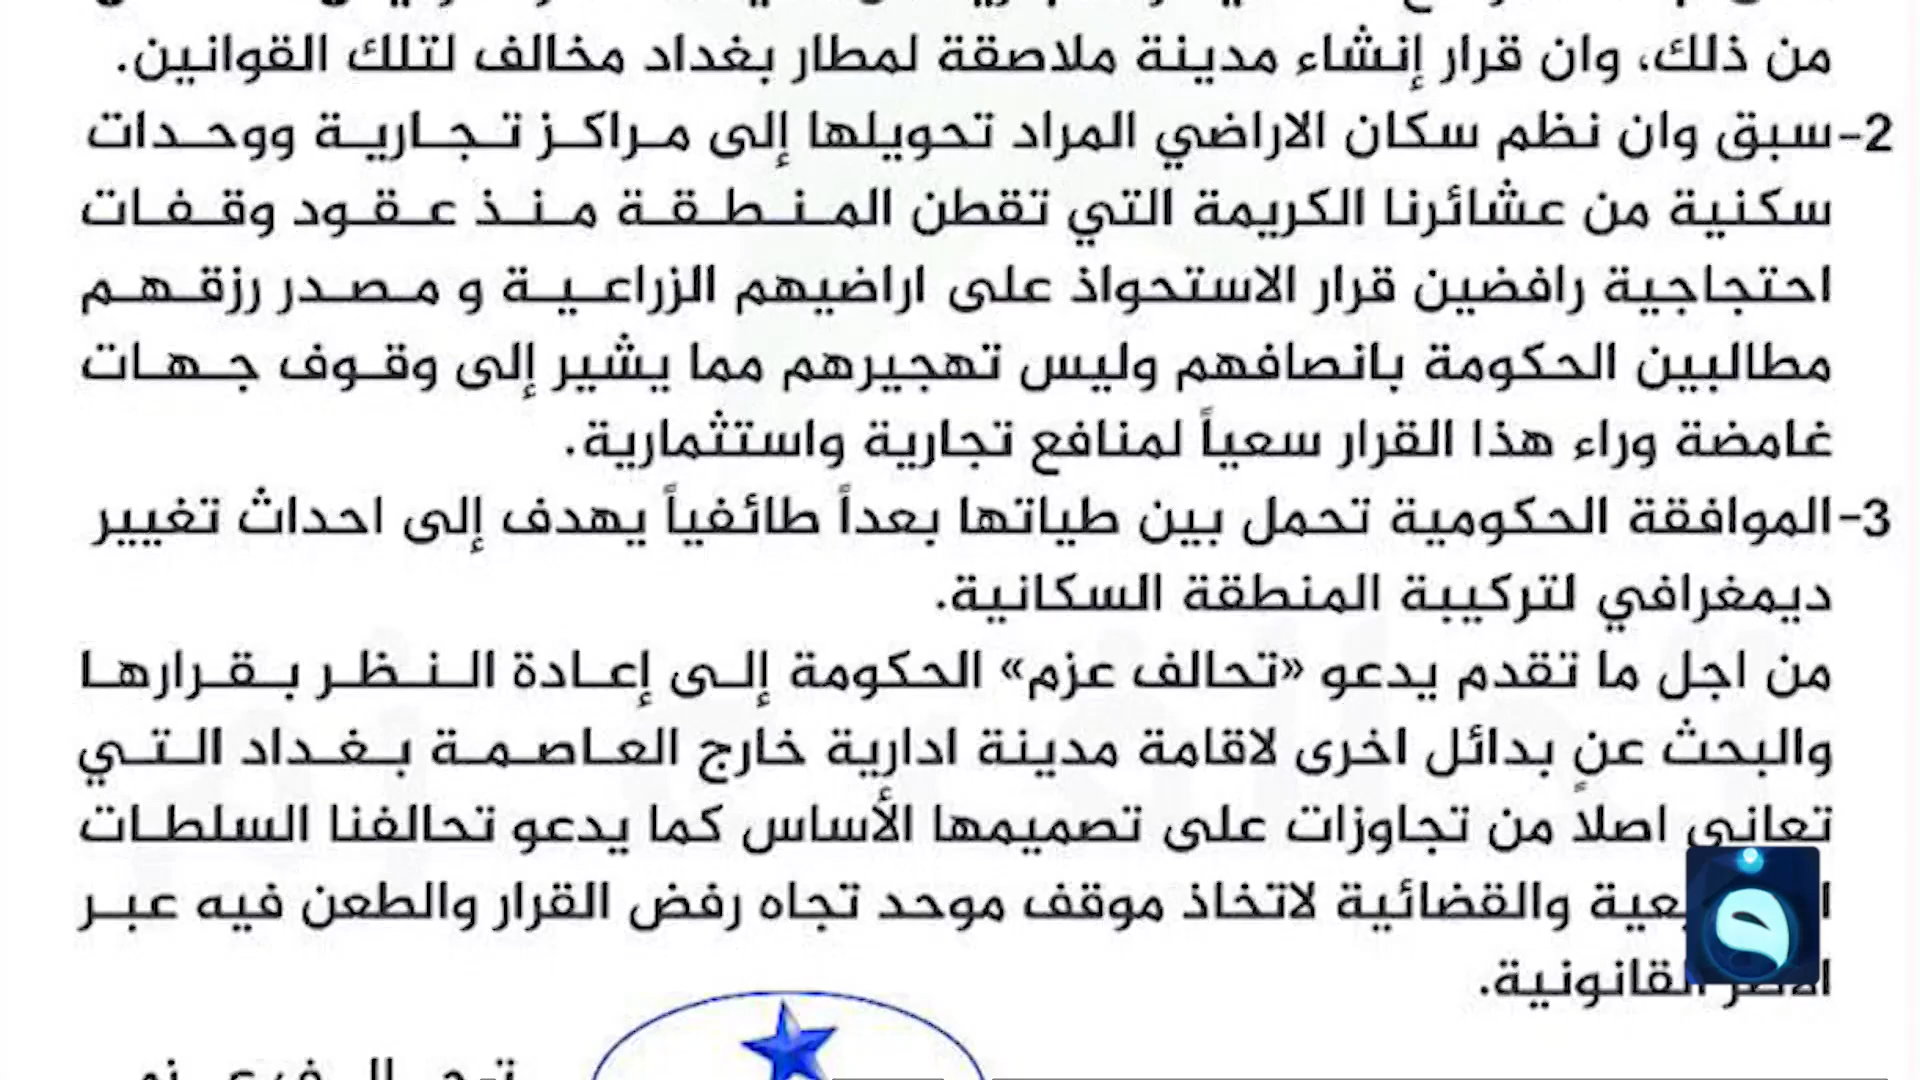 من ذلك، وان قرار إنشاء مدينة ملاصقة لمطار بغداد مخالف لتلك القوانين.
2-سبق وان نظم سكان الاراضي المراد تحويلها إلى مراكز تجارية ووحدات
سكنية من عشائرنا الكريمة التي تقطن المنطقة منذ عقود وقفات
احتجاجية رافضين قرار الاستحواذ على اراضيهم الزراعية و مصدر رزقهم
مطالبين الحكومة بانصافهم وليس تهجيرهم مما يشير إلى وقوف جهات
غامضة وراء هذا القرار سعياً لمنافع تجارية واستثمارية.
3-الموافقة الحكومية تحمل بين طياتها بعداً طائفياً يهدف إلى احداث تغيير
ديمغرافي لتركيبة المنطقة السكانية.
من اجل ما تقدم يدعو «تحالف عزم» الحكومة إلى إعادة النظر بقرارها
والبحث عن بدائل اخرى لاقامة مدينة ادارية خارج العاصمة بغداد التي
تعاني اصلاً من تجاوزات على تصميمها الأساس كما يدعو تحالفنا السلطات
والقضائية لاتخاذ موقف موحد تجاه رفض القرار والطعن فيه عبر
القانونية.